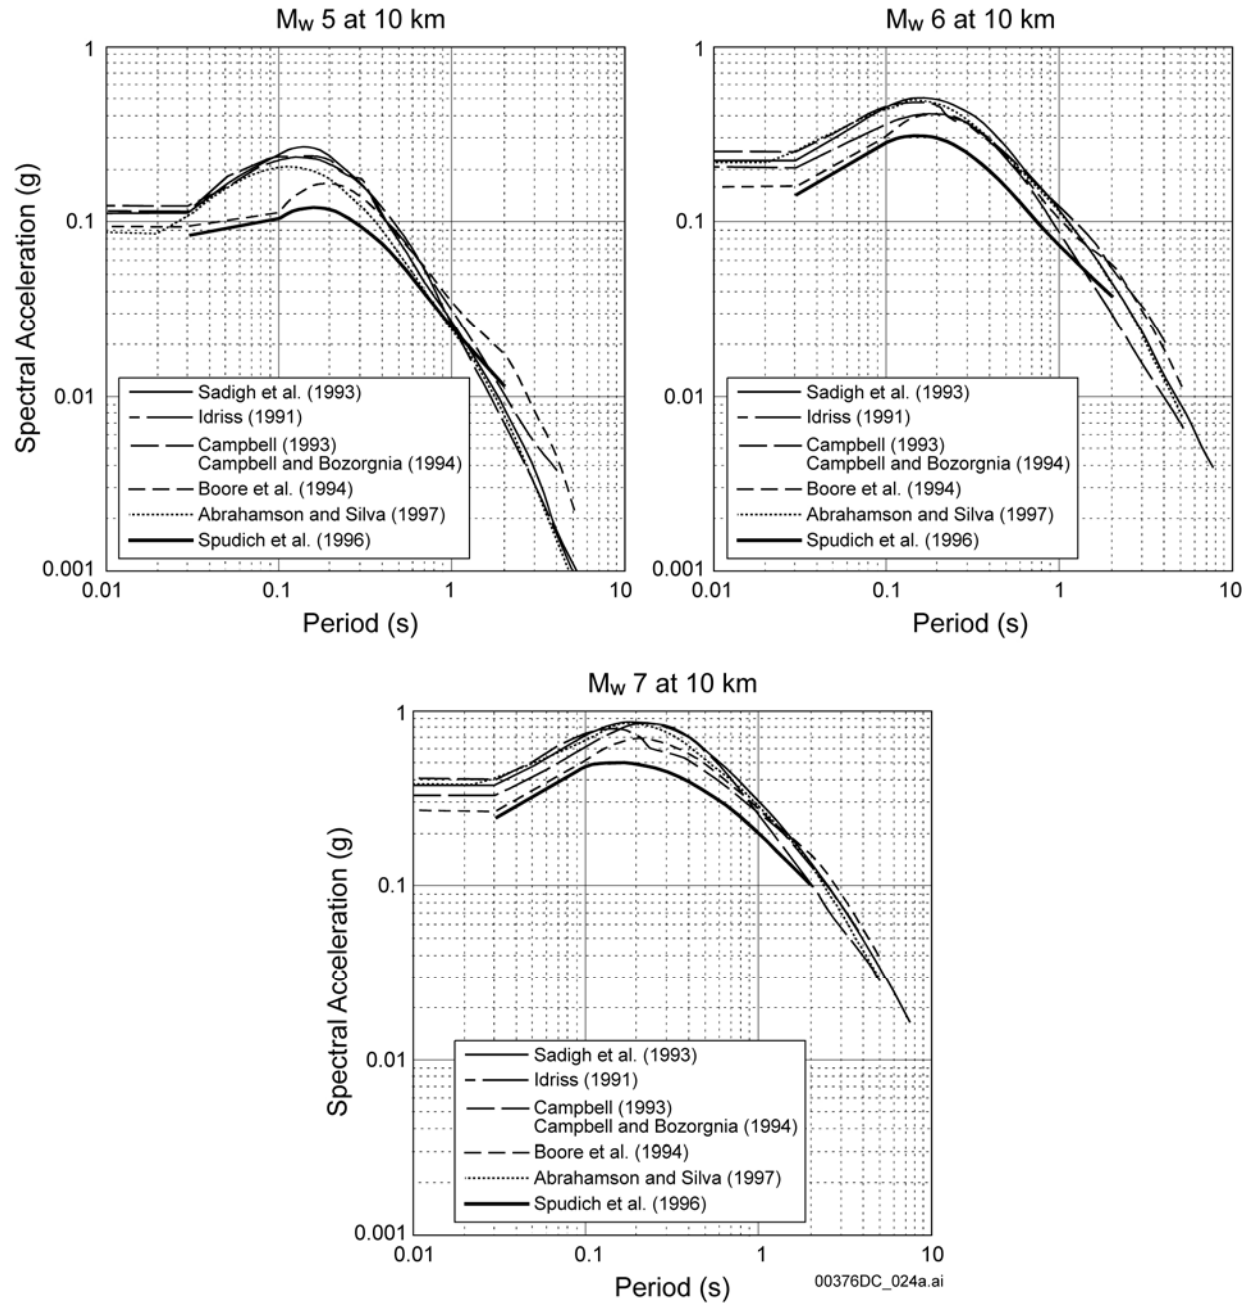 Mw 5 at 10 km
1
0.1
0.01
0.001
Spectral Acceleration (g)
Sadigh et al. (1993)
Idriss (1991)
Campbell (1993)
Campbell and Bozorgnia (1994)
Boore et al. (1994)
Abrahamson and Silva (1997)
Spudich et al. (1996)
0.01 0.1 1 10
Period (s)
Mw 6 at 10 km
1
0.1
0.01
0.001
Spectral Acceleration (g)
Sadigh et al. (1993)
Idriss (1991)
Campbell (1993)
Campbell and Bozorgnia (1994)
Boore et al. (1994)
Abrahamson and Silva (1997)
Spudich et al. (1996)
0.01 0.1 1 10
Period (s)
Mw 7 at 10 km
1
0.1
0.01
0.001
Spectral Acceleration (g)
Sadigh et al. (1993)
Idriss (1991)
Campbell (1993)
Campbell and Bozorgnia (1994)
Boore et al. (1994)
Abrahamson and Silva (1997)
Spudich et al. (1996)
0.01 0.1 1 10
Period (s)
00376DC_024a.ai